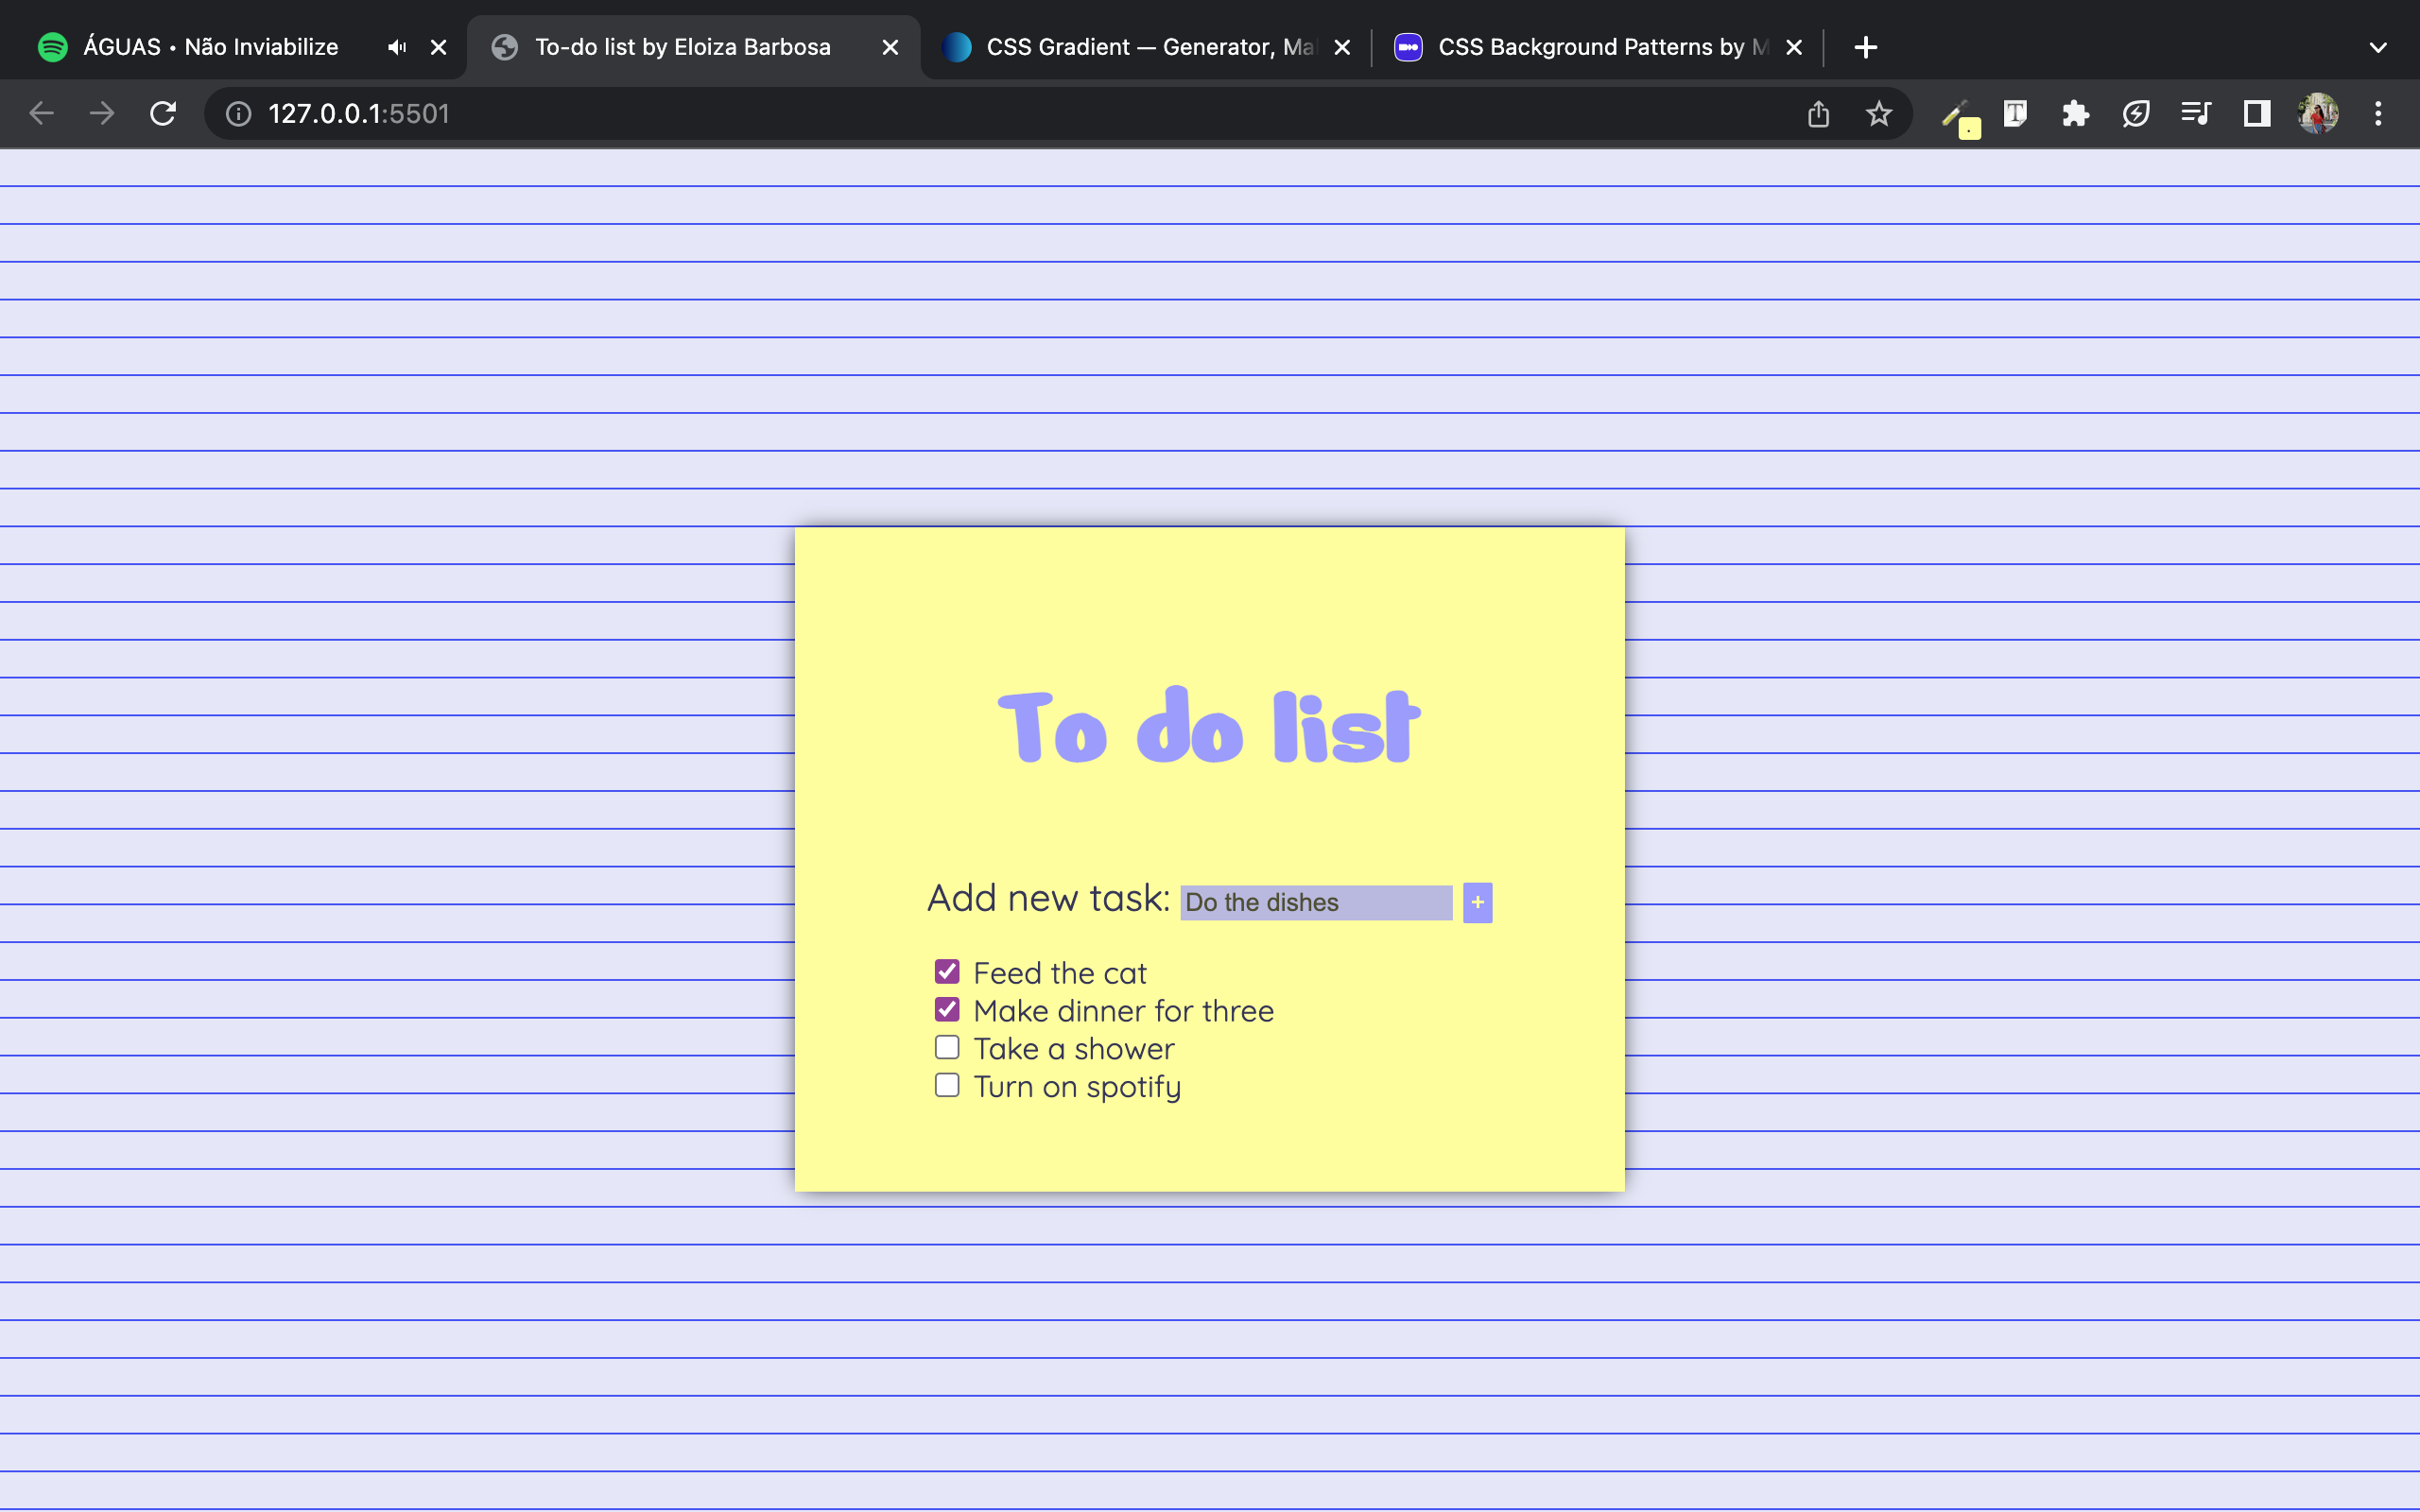 ÁGUAS • Não Inviabilize
To-do list by Eloiza Barbosa
CSS Gradient — Generator,
CSS Background Patterns by
127.0.0.1:5501
To do list
Add new task: Do the dishes +
Feed the cat
Make dinner for three
Take a shower
Turn on spotify